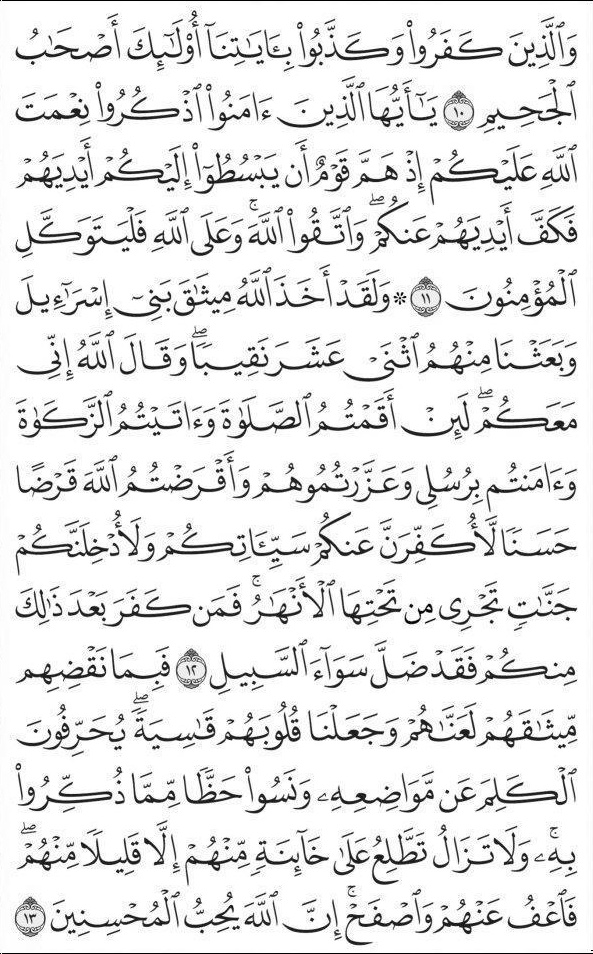 وَٱلَّذِينَ كَفَرُوا۟ وَكَذَّبُوا۟ بِـَٔايَـٰتِنَآ أُو۟لَـٰٓئِكَ أَصْحَـٰبُ
ٱلْجَحِيمِ ١٠ يَـٰٓأَيُّهَا ٱلَّذِينَ ءَامَنُوا۟ ٱذْكُرُوا۟ نِعْمَتَ
ٱللَّهِ عَلَيْكُمْ إِذْ هَمَّ قَوْمٌ أَن يَبْسُطُوٓا۟ إِلَيْكُمْ أَيْدِيَهُمْ
فَكَفَّ أَيْدِيَهُمْ عَنكُمْ ۖ وَٱتَّقُوا۟ ٱللَّهَ ۚ وَعَلَى ٱللَّهِ فَلْيَتَوَكَّلِ
ٱلْمُؤْمِنُونَ ١١ ۞ وَلَقَدْ أَخَذَ ٱللَّهُ مِيثَـٰقَ بَنِىٓ إِسْرَٰٓءِيلَ
وَبَعَثْنَا مِنْهُمُ ٱثْنَىْ عَشَرَ نَقِيبًا ۖ وَقَالَ ٱللَّهُ إِنِّى
مَعَكُمْ ۖ لَئِنْ أَقَمْتُمُ ٱلصَّلَوٰةَ وَءَاتَيْتُمُ ٱلزَّكَوٰةَ
وَءَامَنتُم بِرُسُلِى وَعَزَّرْتُمُوهُمْ وَأَقْرَضْتُمُ ٱللَّهَ قَرْضًا
حَسَنًا لَّأُكَفِّرَنَّ عَنكُمْ سَيِّـَٔاتِكُمْ وَلَأُدْخِلَنَّكُمْ
جَنَّـٰتٍ تَجْرِى مِن تَحْتِهَا ٱلْأَنْهَـٰرُ ۚ فَمَن كَفَرَ بَعْدَ ذَٰلِكَ
مِنكُمْ فَقَدْ ضَلَّ سَوَآءَ ٱلسَّبِيلِ ١٢ فَبِمَا نَقْضِهِم
مِّيثَـٰقَهُمْ لَعَنَّـٰهُمْ وَجَعَلْنَا قُلُوبَهُمْ قَـٰسِيَةً ۖ يُحَرِّفُونَ
ٱلْكَلِمَ عَن مَّوَاضِعِهِۦ وَنَسُوا۟ حَظًّا مِّمَّا ذُكِّرُوا۟
بِهِۦ ۚ وَلَا تَزَالُ تَطَّلِعُ عَلَىٰ خَآئِنَةٍ مِّنْهُمْ إِلَّا قَلِيلًا مِّنْهُمْ ۖ
فَٱعْفُ عَنْهُمْ وَٱصْفَحْ ۚ إِنَّ ٱللَّهَ يُحِبُّ ٱلْمُحْسِنِينَ ١٣